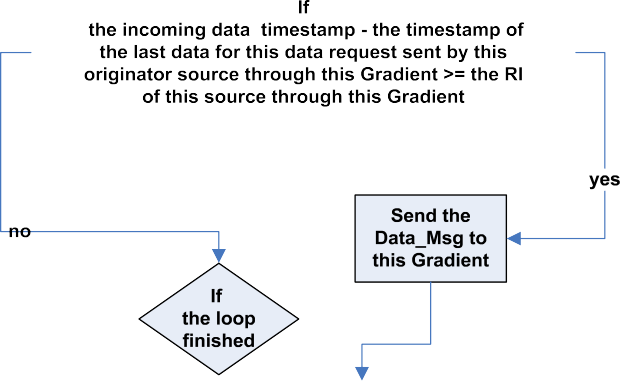 If
the incoming data  timestamp - the timestamp of
the last data for this data request sent by this
originator source through this Gradient >= the RI
of this source through this Gradient
yes
no
Send the
Data_Msg to
this Gradient
If
the loop
finished